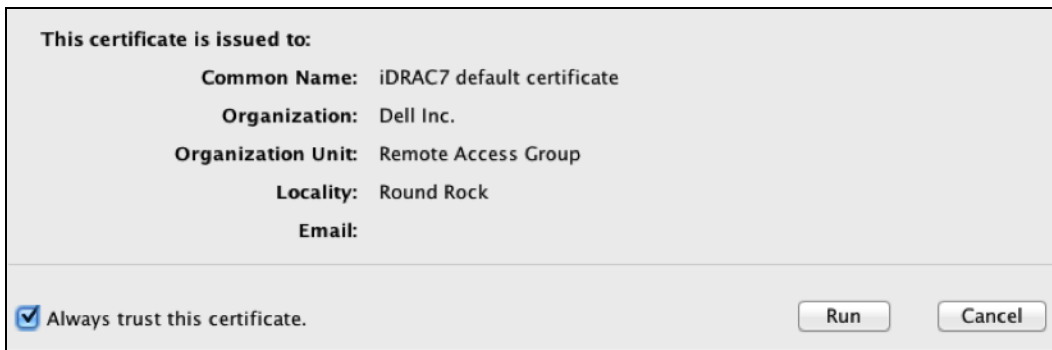 This certificate is issued to:
Common Name: iDRAC7 default certificate
Organization: Dell Inc.
Organization Unit: Remote Access Group
Locality: Round Rock
Email:
Always trust this certificate. Run Cancel